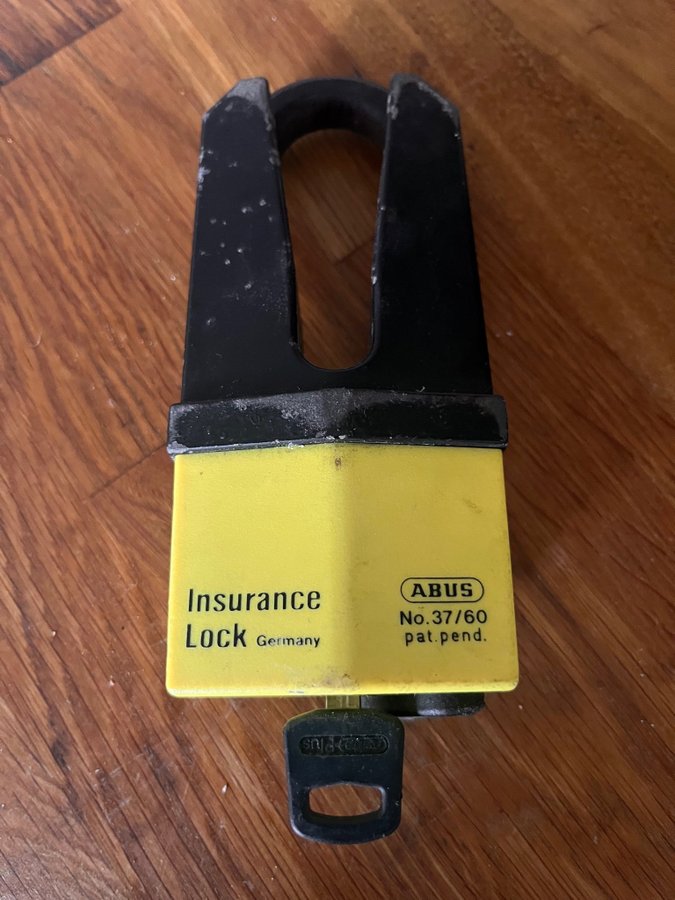 Insurance
Lock Germany
ABUS
No.37/60
pat.pend.